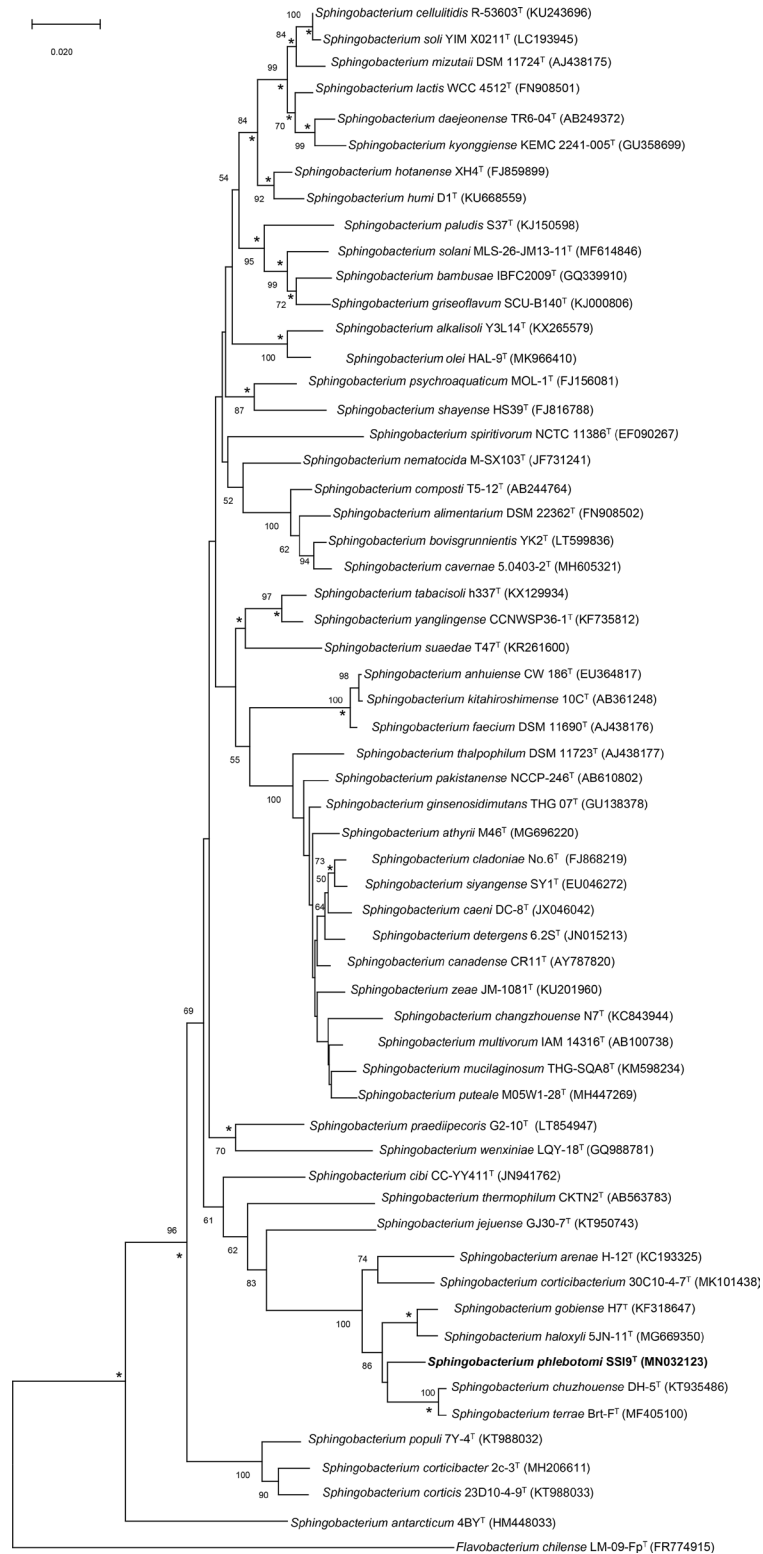 100
Sphingobacterium cellulitidis R-53603ᵀ (KU243696)
*
84
*
Sphingobacterium soli YIM X0211ᵀ (LC193945)
0.020
Sphingobacterium mizutaii DSM 11724ᵀ (AJ438175)
99
*
Sphingobacterium lactis WCC 4512ᵀ (FN908501)
84
*
70
*
*
Sphingobacterium daejeonense TR6-04ᵀ (AB249372)
99
Sphingobacterium kyonggiense KEMC 2241-005ᵀ (GU358699)
54
*
Sphingobacterium hotanense XH4ᵀ (FJ859899)
92
Sphingobacterium humi D1ᵀ (KU668559)
Sphingobacterium paludis S37ᵀ (KJ150598)
*
95
Sphingobacterium solani MLS-26-JM13-11ᵀ (MF614846)
*
99
Sphingobacterium bambusae IBFC2009ᵀ (GQ339910)
*
72
Sphingobacterium griseoflavum SCU-B140ᵀ (KJ000806)
Sphingobacterium alkalisoli Y3L14ᵀ (KX265579)
*
100
Sphingobacterium olei HAL-9ᵀ (MK966410)
Sphingobacterium psychroaquaticum MOL-1ᵀ (FJ156081)
*
87
Sphingobacterium shayense HS39ᵀ (FJ816788)
Sphingobacterium spiritivorum NCTC 11386ᵀ (EF090267)
Sphingobacterium nematocida M-SX103ᵀ (JF731241)
52
Sphingobacterium composti T5-12ᵀ (AB244764)
100
Sphingobacterium alimentarium DSM 22362ᵀ (FN908502)
62
Sphingobacterium bovisgrunnientis YK2ᵀ (LT599836)
94
Sphingobacterium cavernae 5.0403-2ᵀ (MH605321)
97
Sphingobacterium tabacisoli h337ᵀ (KX129934)
*
*
Sphingobacterium yanglingense CCNWSP36-1ᵀ (KF735812)
Sphingobacterium suaedae T47ᵀ (KR261600)
98
Sphingobacterium anhuiense CW 186ᵀ (EU364817)
100
*
Sphingobacterium kitahiroshimense 10Cᵀ (AB361248)
Sphingobacterium faecium DSM 11690ᵀ (AJ438176)
55
Sphingobacterium thalpophilum DSM 11723ᵀ (AJ438177)
100
Sphingobacterium pakistanense NCCP-246ᵀ (AB610802)
Sphingobacterium ginsenosidimutans THG 07ᵀ (GU138378)
Sphingobacterium athyrii M46ᵀ (MG696220)
73
*
Sphingobacterium cladoniae No.6ᵀ (FJ868219)
50
Sphingobacterium siyangense SY1ᵀ (EU046272)
64
Sphingobacterium caeni DC-8ᵀ (JX046042)
Sphingobacterium detergens 6.2Sᵀ (JN015213)
Sphingobacterium canadense CR11ᵀ (AY787820)
Sphingobacterium zeae JM-1081ᵀ (KU201960)
69
Sphingobacterium changzhouense N7ᵀ (KC843944)
Sphingobacterium multivorum IAM 14316ᵀ (AB100738)
Sphingobacterium mucilaginosum THG-SQA8ᵀ (KM598234)
Sphingobacterium puteale M05W1-28ᵀ (MH447269)
*
Sphingobacterium praediipecoris G2-10ᵀ (LT854947)
70
Sphingobacterium wenxiniae LQY-18ᵀ (GQ988781)
Sphingobacterium cibi CC-YY411ᵀ (JN941762)
61
Sphingobacterium thermophilum CKTN2ᵀ (AB563783)
96
*
62
Sphingobacterium jejuense GJ30-7ᵀ (KT950743)
83
74
Sphingobacterium arenae H-12ᵀ (KC193325)
Sphingobacterium corticibacterium 30C10-4-7ᵀ (MK101438)
100
*
Sphingobacterium gobiense H7ᵀ (KF318647)
Sphingobacterium haloxyli 5JN-11ᵀ (MG669350)
86
Sphingobacterium phlebotomi SSI9ᵀ (MN032123)
*
100
*
Sphingobacterium chuzhouense DH-5ᵀ (KT935486)
Sphingobacterium terrae Brt-Fᵀ (MF405100)
Sphingobacterium populi 7Y-4ᵀ (KT988032)
100
Sphingobacterium corticibacter 2c-3ᵀ (MH206611)
90
Sphingobacterium corticis 23D10-4-9ᵀ (KT988033)
Sphingobacterium antarcticum 4BYᵀ (HM448033)
Flavobacterium chilense LM-09-Fpᵀ (FR774915)